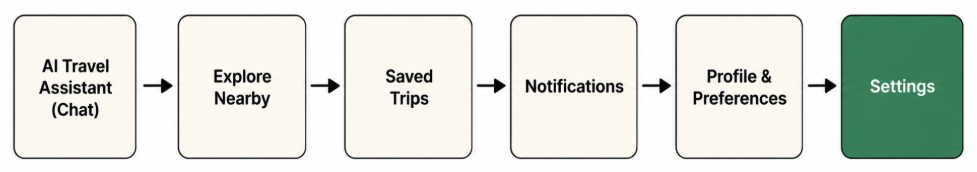 AI Travel
Assistant
(Chat)
Explore
Nearby
Saved
Trips
Notifications
Profile &
Preferences
Settings